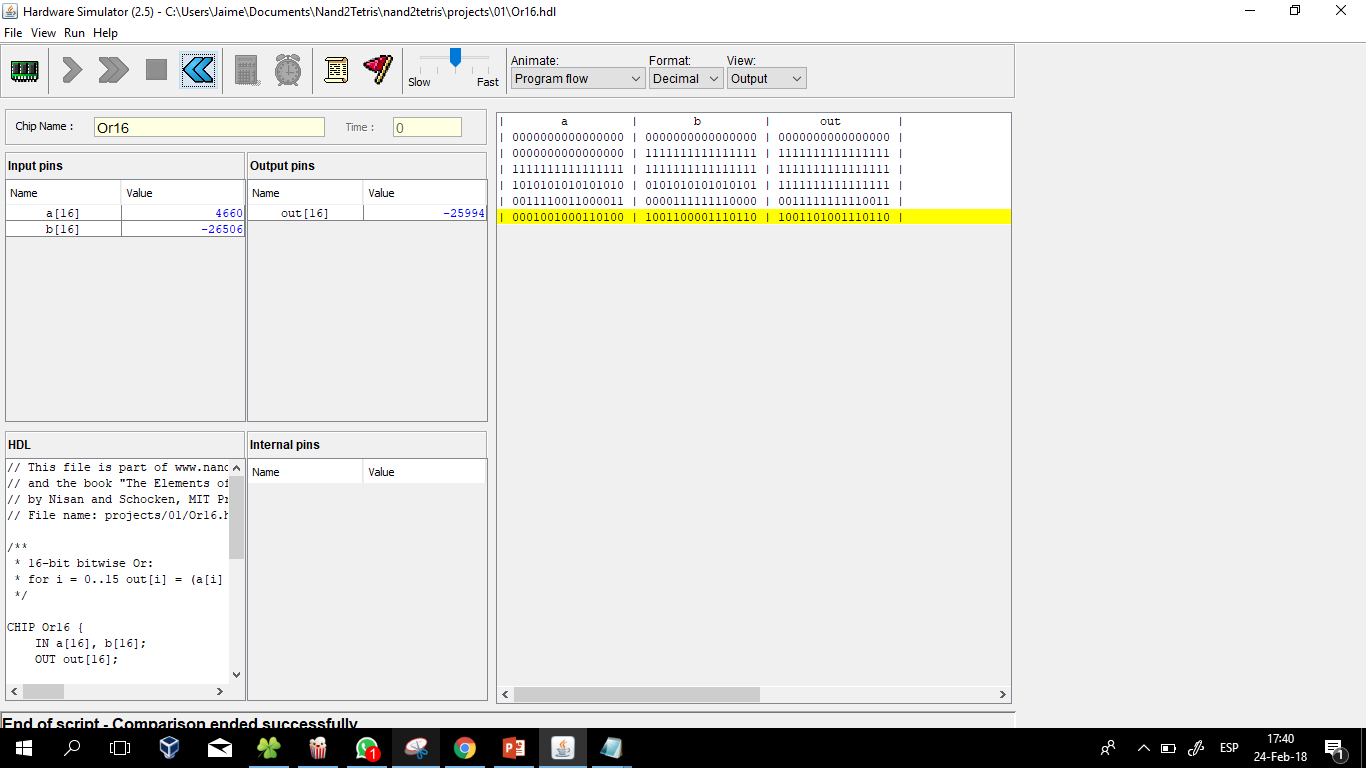 Hardware Simulator (2.5) - C:\Users\Jaime\Documents\Nand2Tetris\nand2tetris\projects\01\Or16.hdl
File View Run Help
Animate: Format: View:
Slow Fast Program flow Decimal Output
Chip Name : Or16 Time : 0
Input pins
Name Value
a[16] 4660
b[16] -26506
Output pins
Name Value
out[16] -25994
HDL
// This file is part of www.nand
// and the book "The Elements of
// by Nisan and Schocken, MIT Pr
// File name: projects/01/Or16.h
/**
* 16-bit bitwise Or:
* for i = 0..15 out[i] = (a[i]
*/
CHIP Or16 {
IN a[16], b[16];
OUT out[16];
Internal pins
Name Value
| a | b | out |
| 0000000000000000 | 0000000000000000 | 0000000000000000 |
| 0000000000000000 | 1111111111111111 | 1111111111111111 |
| 1111111111111111 | 1111111111111111 | 1111111111111111 |
| 1010101010101010 | 0101010101010101 | 1111111111111111 |
| 0011110011000011 | 0000111111110000 | 0011111111110011 |
| 0001001000110100 | 1001100001110110 | 1001101001110110 |
End of script - Comparison ended successfully
1
ESP
17:40
24-Feb-18
1